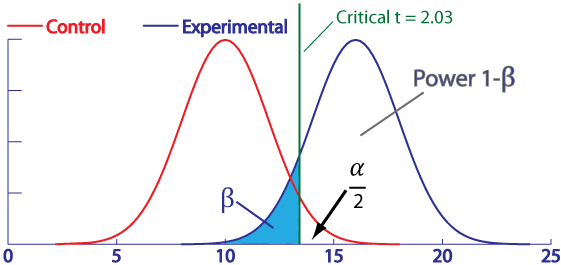 Control
Experimental
Critical t = 2.03
Power 1-β
β
α
2
0 5 10 15 20 25